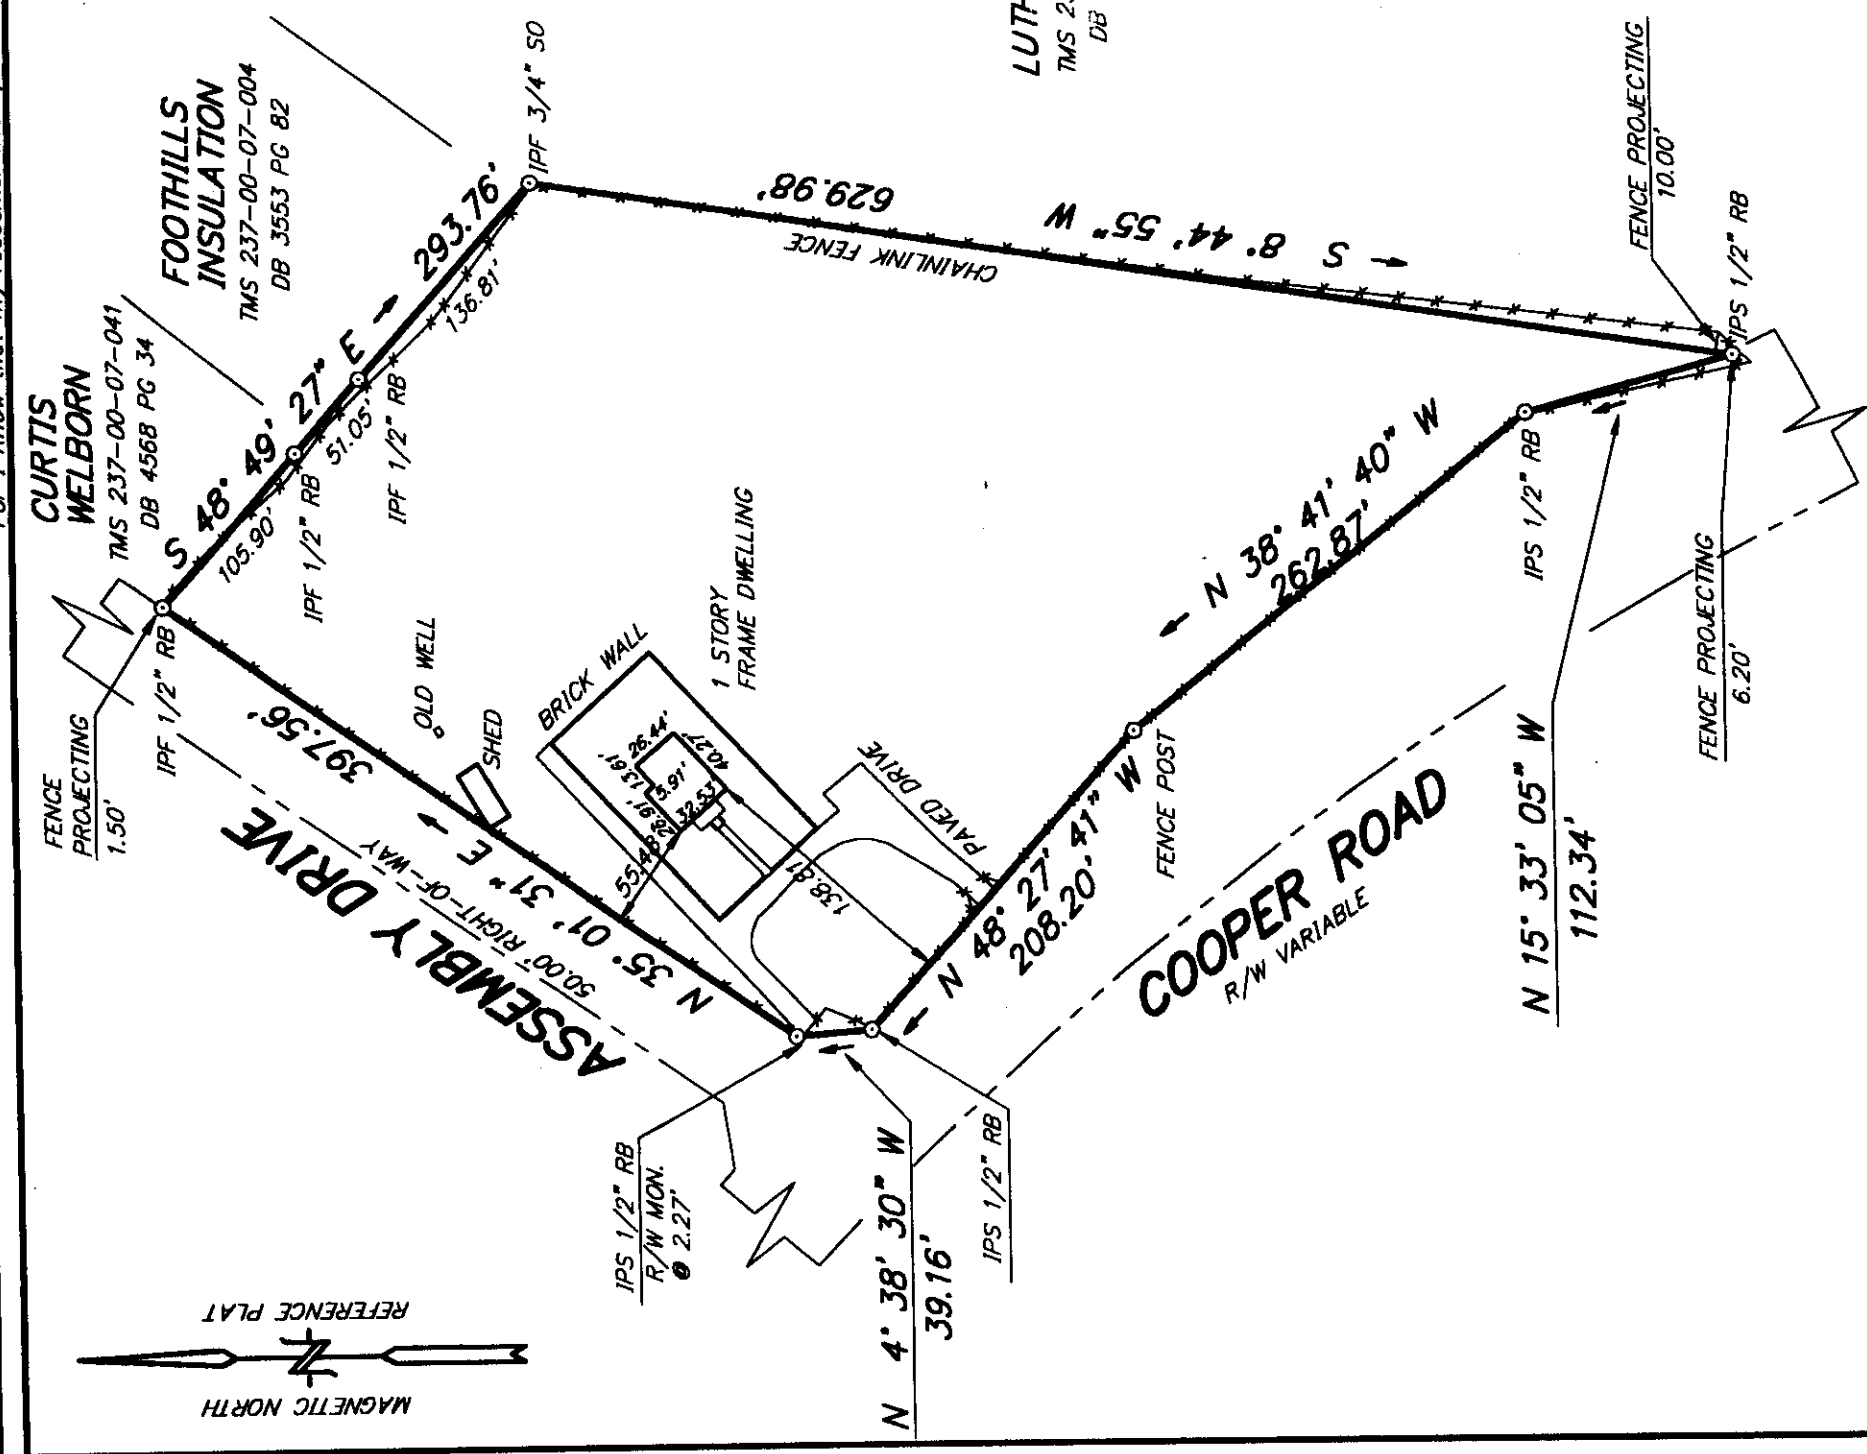 CURTIS
WELBORN
TMS 237-00-07-041
DB 4568 PG 34
FOOTHILLS
INSULATION
TMS 237-00-07-004
DB 3553 PG 82
LUTH
TMS 2
DB
S 48° 49' 27" E
293.76'
105.90'
51.05'
136.81'
IPF 3/4" SO
IPF 1/2" RB
IPF 1/2" RB
IPF 1/2" RB
FENCE
PROJECTING
1.50'
629.98'
S 8° 44' 55" W
CHAINLINK FENCE
FENCE PROJECTING
10.00'
IPS 1/2" RB
FENCE PROJECTING
6.20'
N 15° 33' 05" W
112.34'
IPS 1/2" RB
N 38° 41' 40" W
262.87'
FENCE POST
N 48° 27' 41" W
208.20'
COOPER ROAD
R/W VARIABLE
IPS 1/2" RB
N 4° 38' 30" W
39.16'
IPS 1/2" RB
R/W MON.
@ 2.27'
ASSEMBLY DRIVE
50.00' RIGHT-OF-WAY
N 35° 01' 31" E
397.56'
OLD WELL
SHED
BRICK WALL
1 STORY
FRAME DWELLING
26.44'
13.61'
40.27'
5.91'
26.91'
32.53'
55.48'
138.81
PAVED DRIVE
REFERENCE PLAT
MAGNETIC NORTH